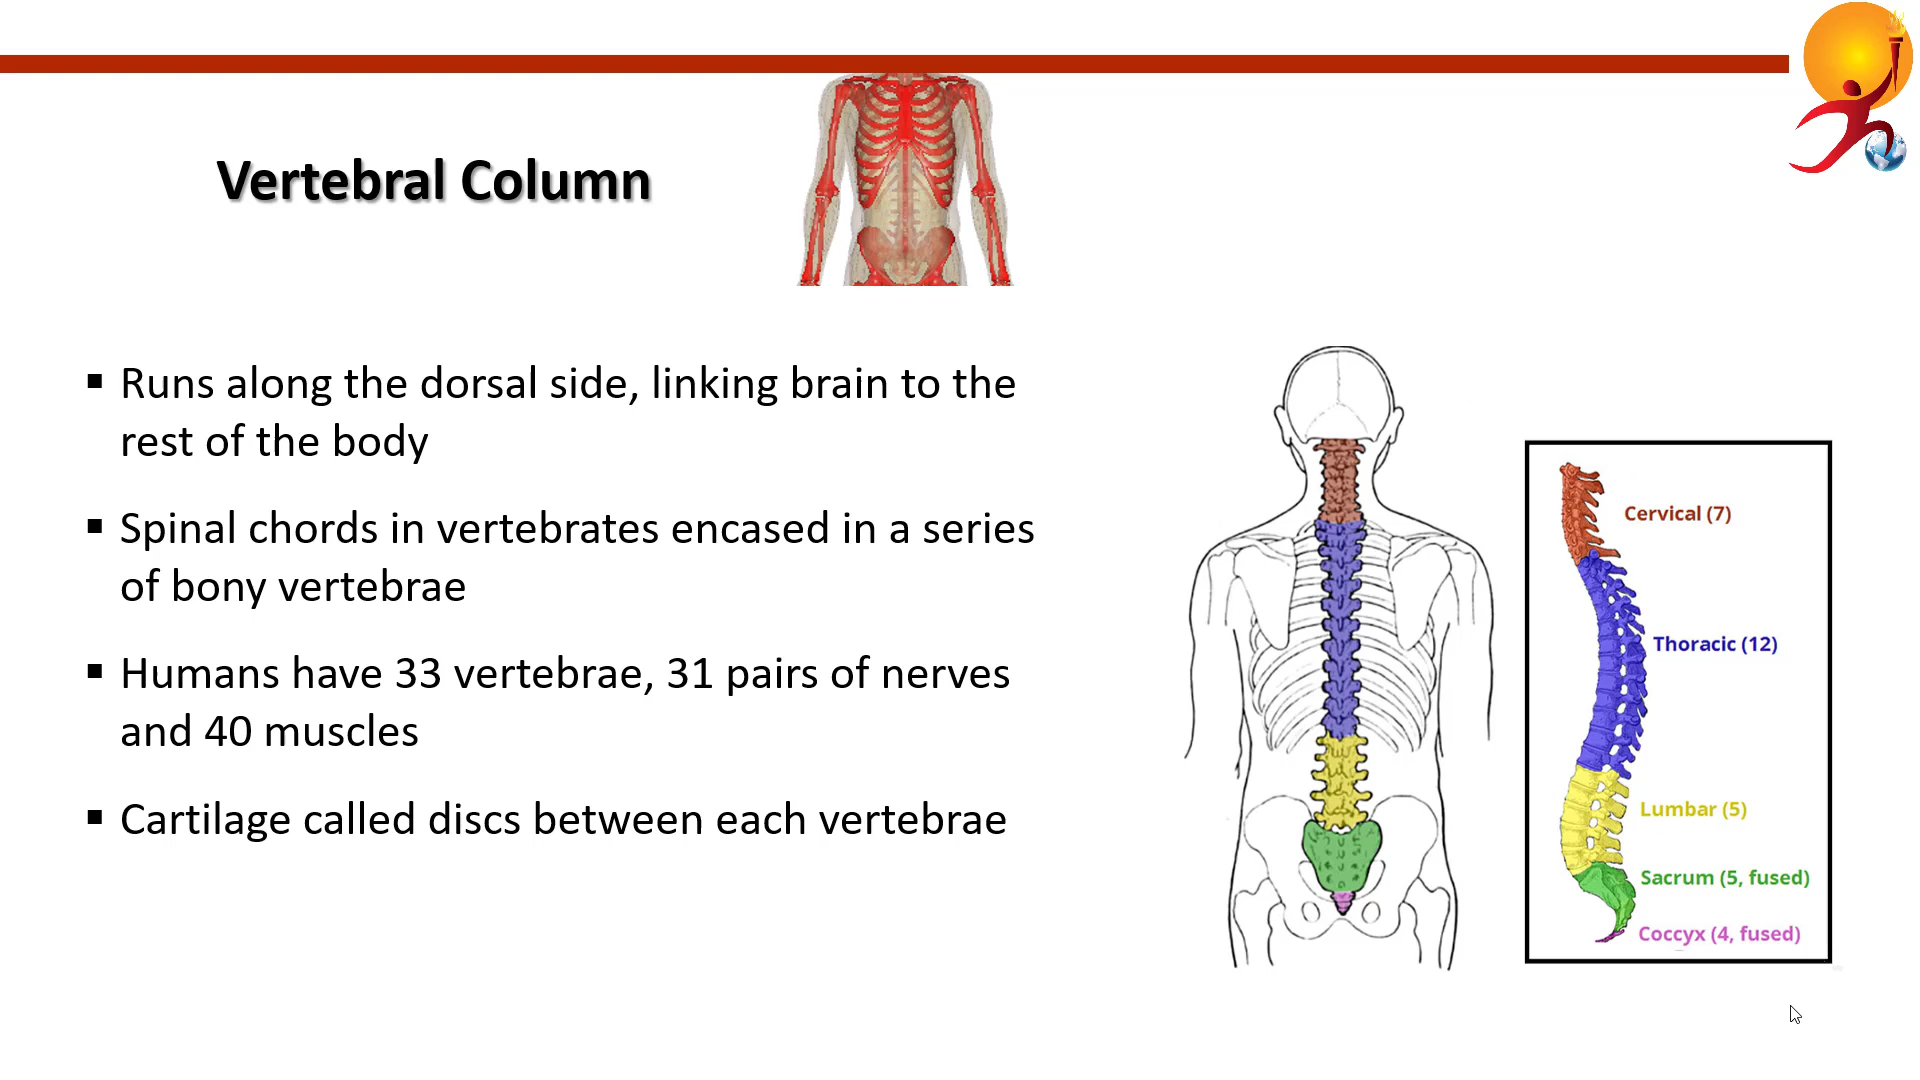 Vertebral Column
▪ Runs along the dorsal side, linking brain to the
rest of the body
▪ Spinal chords in vertebrates encased in a series
of bony vertebrae
▪ Humans have 33 vertebrae, 31 pairs of nerves
and 40 muscles
▪ Cartilage called discs between each vertebrae
Cervical (7)
Thoracic (12)
Lumbar (5)
Sacrum (5, fused)
Coccyx (4, fused)